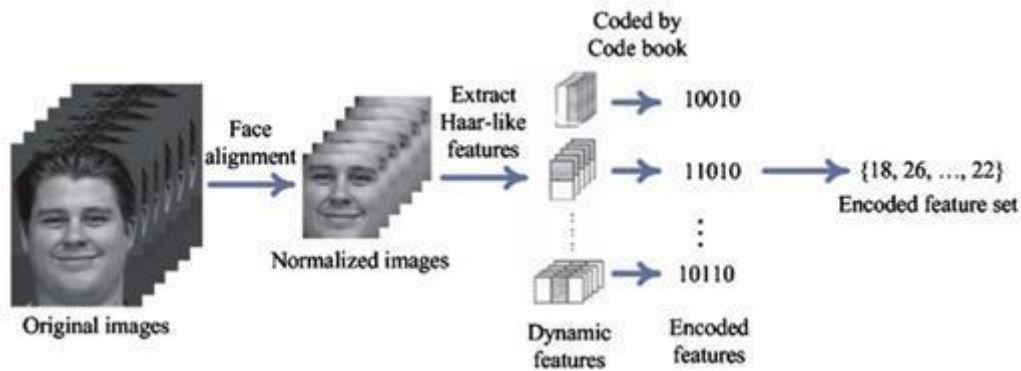 Coded by
Code book
Extract
Haar-like
features
Face
alignment
10010
11010
{18, 26, ..., 22}
Encoded feature set
Normalized images
10110
Original images
Dynamic
features
Encoded
features